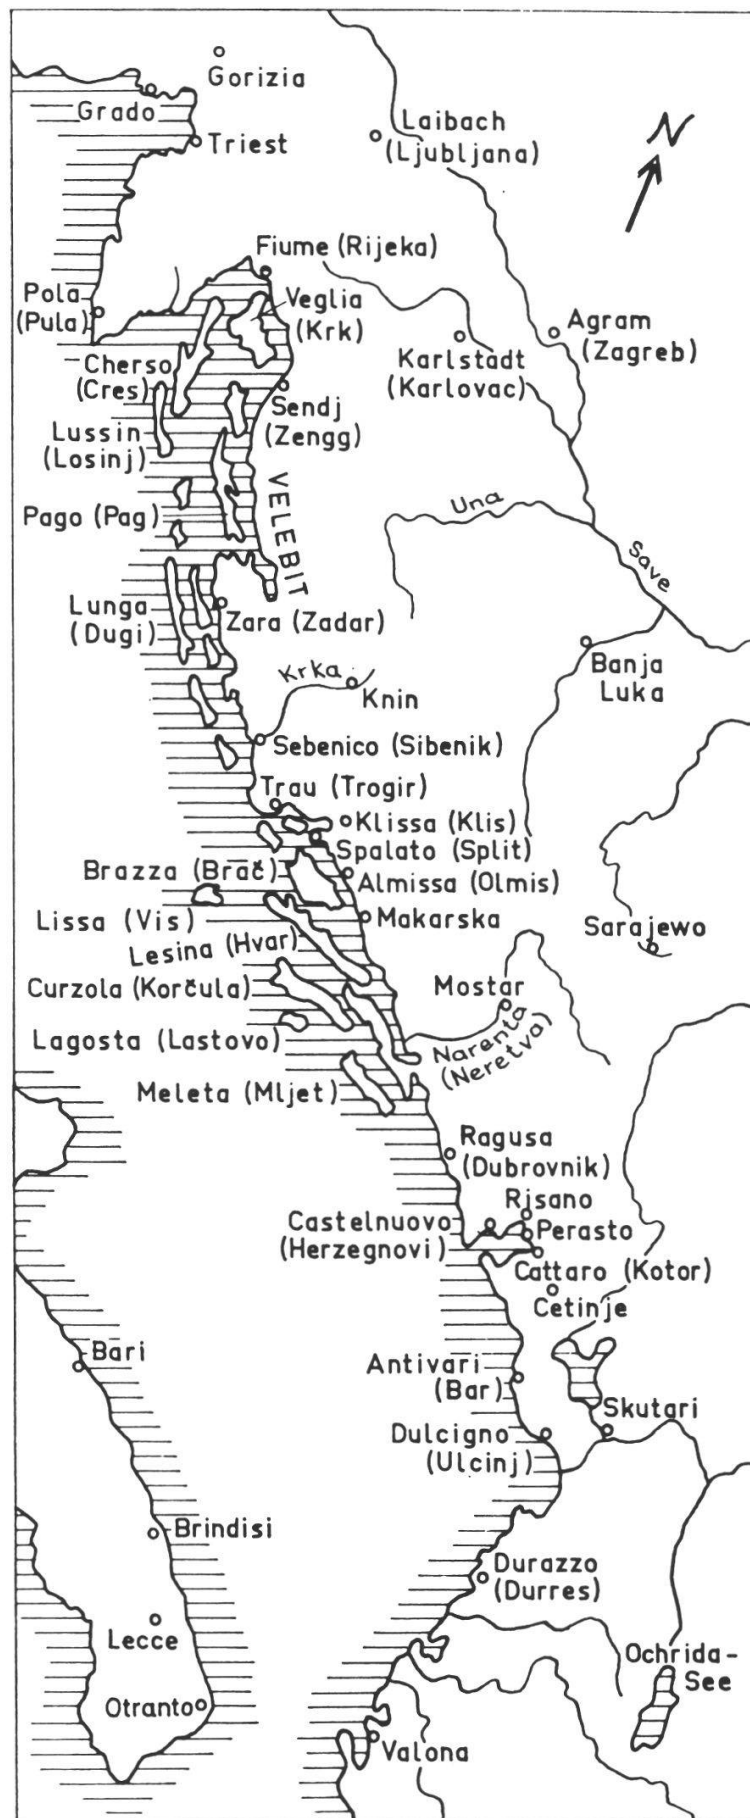 Gorizia
Grado
Triest
Laibach
(Ljubljana)
N
Fiume (Rijeka)
Pola
(Pula)
Veglia
(Krk)
Agram
(Zagreb)
Karlstadt
(Karlovac)
Cherso
(Cres)
Sendj
(Zengg)
Lussin
(Losinj)
VELEBIT
Una
Pago (Pag)
Save
Lunga
(Dugi)
Zara (Zadar)
Banja
Luka
Krka
Knin
Sebenico (Sibenik)
Trau (Trogir)
Klissa (Klis)
Spalato (Split)
Brazza (Brač)
Almissa (Olmis)
Lissa (Vis)
Makarska
Sarajewo
Lesina (Hvar)
Curzola (Korčula)
Mostar
Lagosta (Lastovo)
Narenta
(Neretva)
Meleta (Mljet)
Ragusa
(Dubrovnik)
Risano
Castelnuovo
(Herzegnovi)
Perasto
Cattaro (Kotor)
Cetinje
Bari
Antivari
(Bar)
Skutari
Dulcigno
(Ulcinj)
Brindisi
Durazzo
(Durres)
Lecce
Ochrida-
See
Otranto
Valona